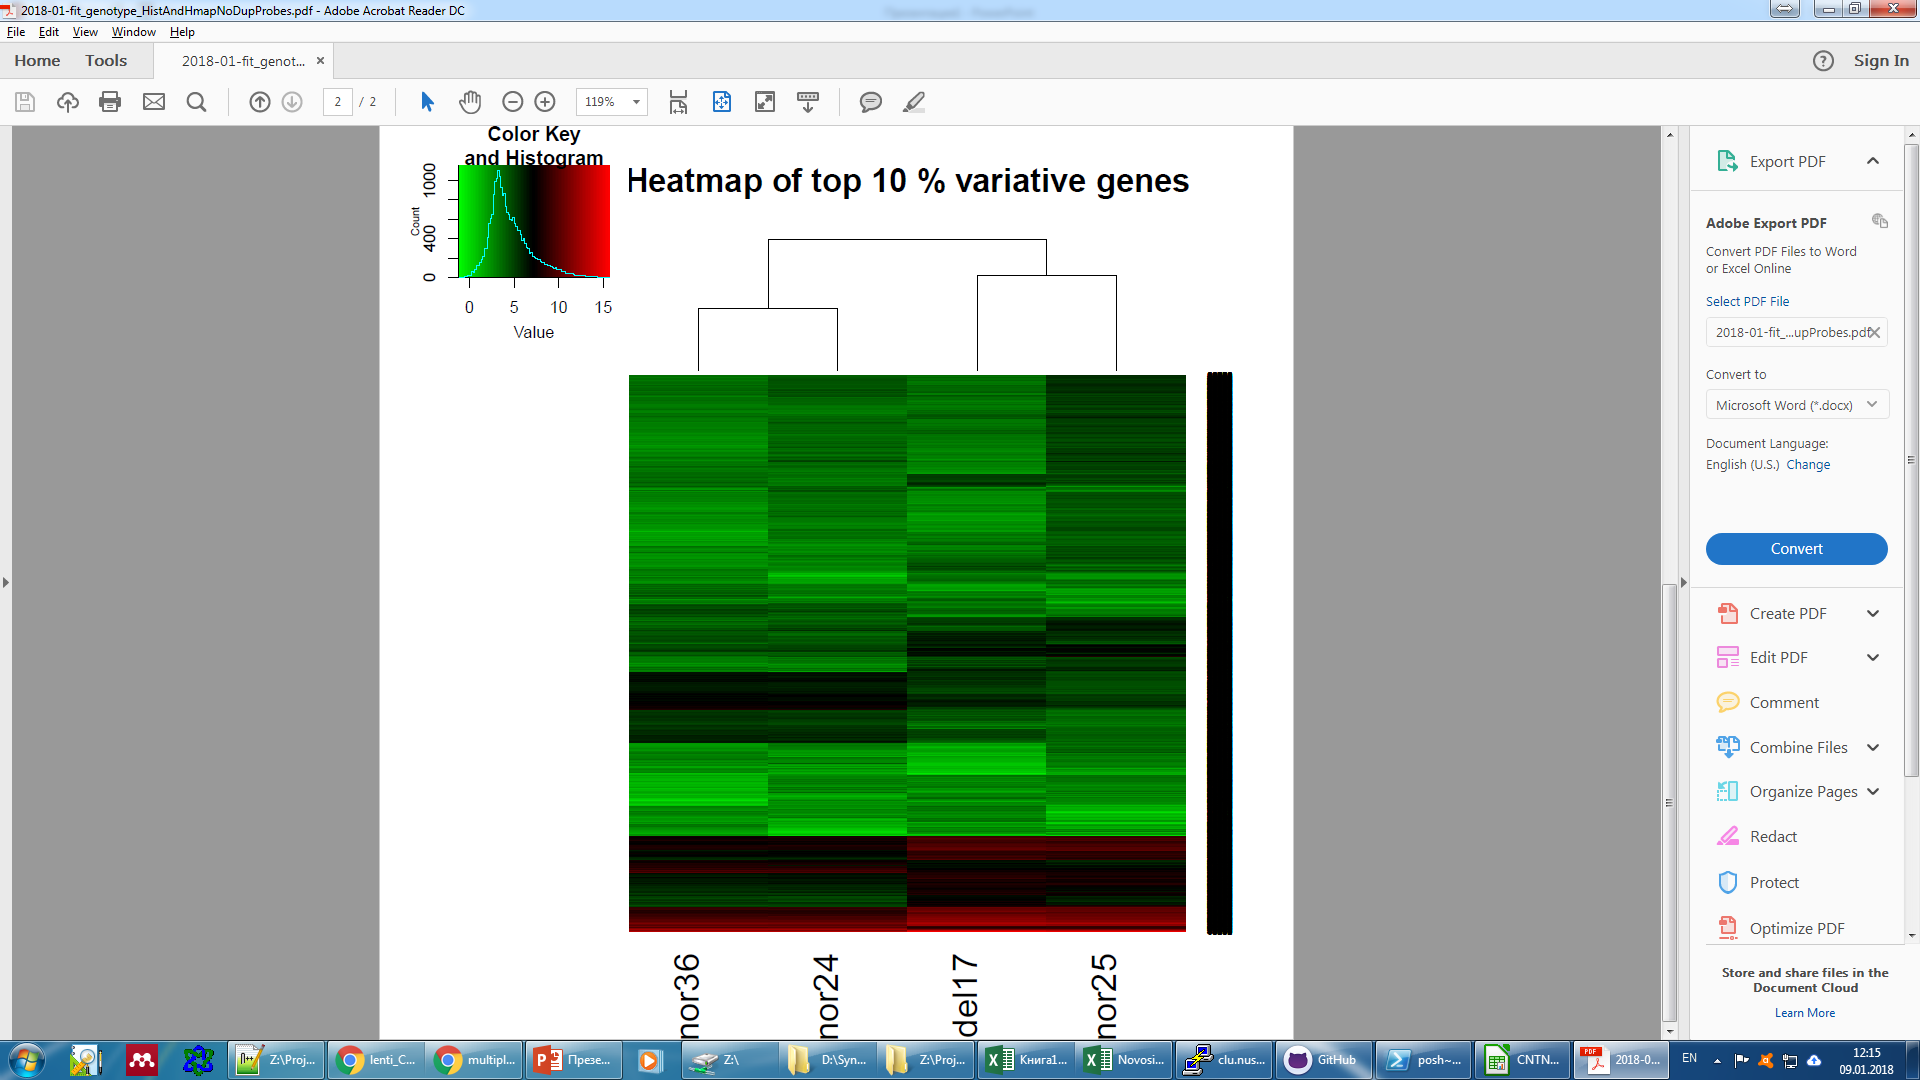 2018-01-fit_genotype_HistAndHmapNoDupProbes.pdf - Adobe Acrobat Reader DC
File Edit View Window Help
Home Tools 2018-01-fit_genot... × Sign In
2 / 2 119%
Color Key
and Histogram
Heatmap of top 10 % variative genes
Count
0 400 1000
0 5 10 15
Value
nor36 nor24 del17 nor25
Export PDF
Adobe Export PDF
Convert PDF Files to Word
or Excel Online
Select PDF File
2018-01-fit_...upProbes.pdf
Convert to
Microsoft Word (*.docx)
Document Language:
English (U.S.) Change
Convert
Create PDF
Edit PDF
Comment
Combine Files
Organize Pages
Redact
Protect
Optimize PDF
Store and share files in the
Document Cloud
Learn More
Z:\Proj... lenti_C... multipl... Презе... Z:\ D:\Syn... Z:\Proj... Книга1... Novosi... clu.nus... GitHub posh~... CNTN... 2018-0... EN 12:15
09.01.2018